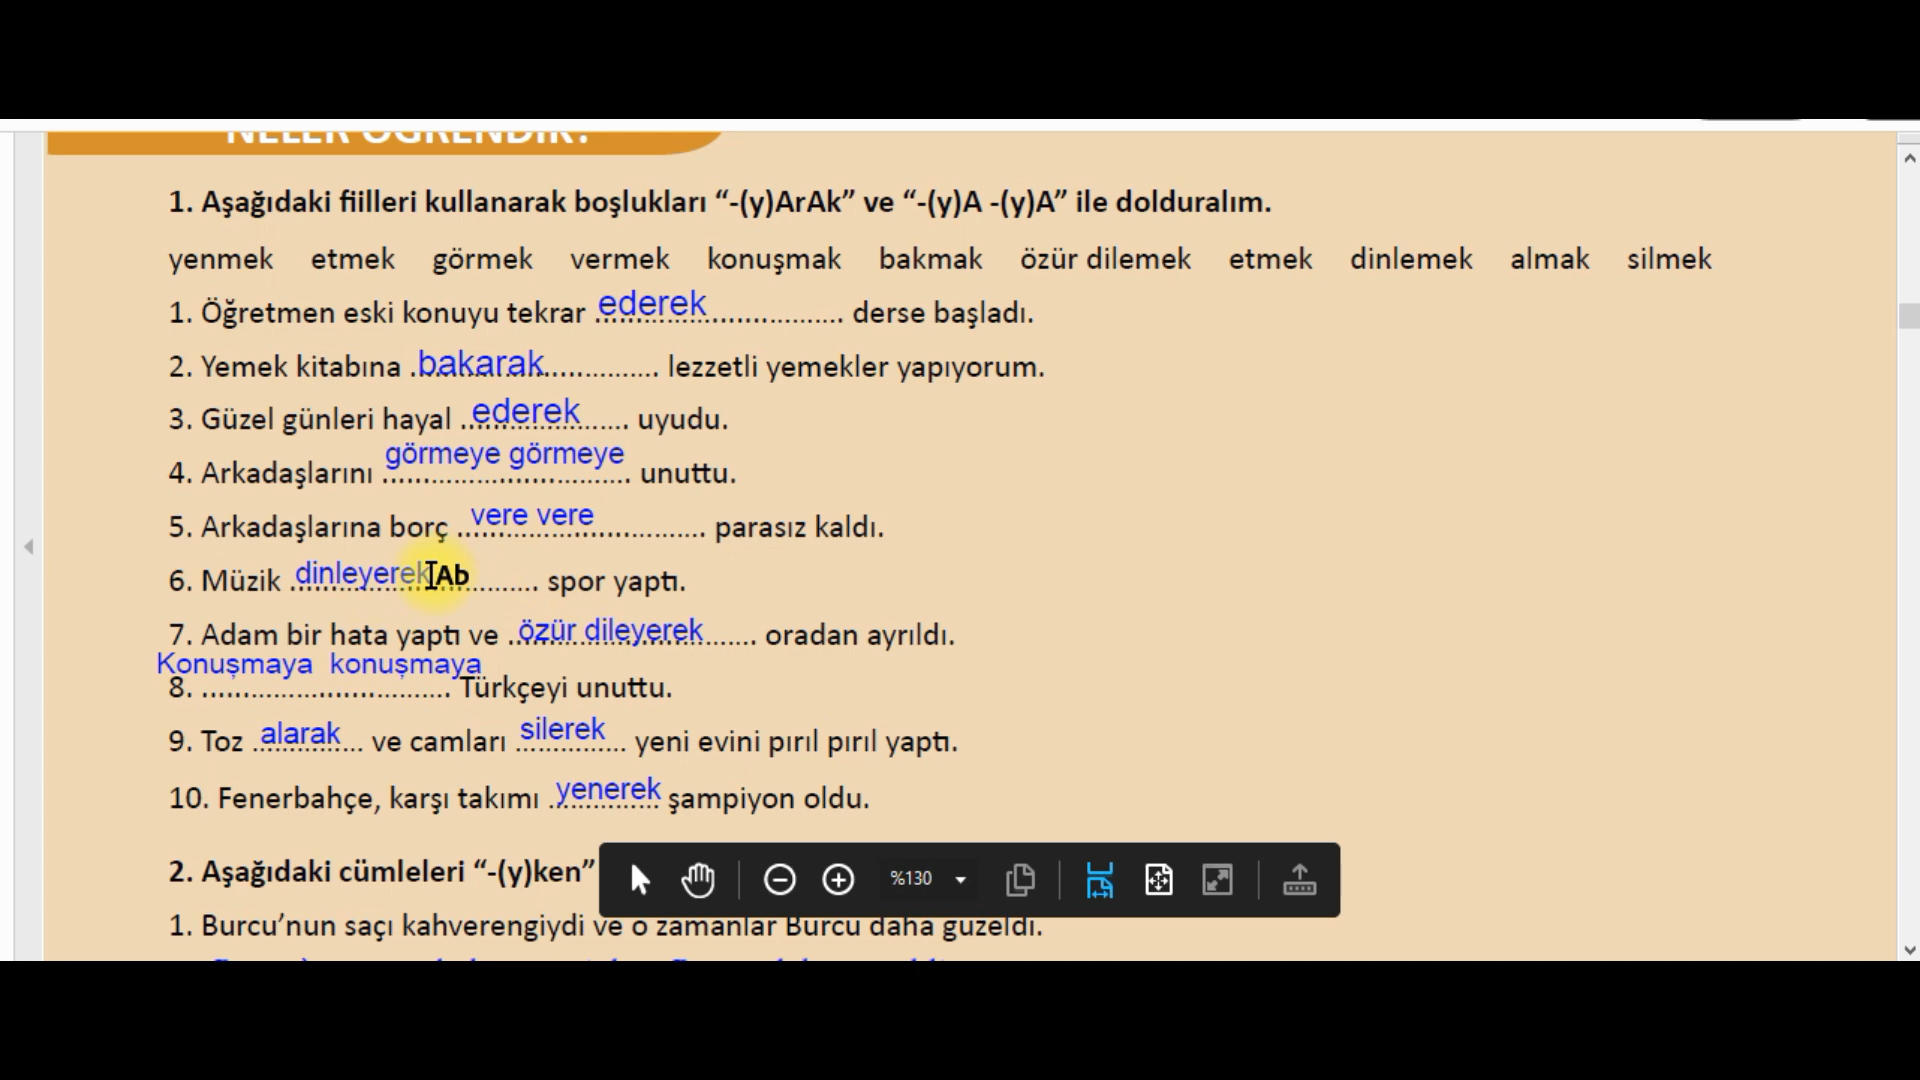 NELER ÖĞRENDİK?
1. Aşağıdaki fiilleri kullanarak boşlukları “-(y)ArAk” ve “-(y)A -(y)A” ile dolduralım.
yenmek etmek görmek vermek konuşmak bakmak özür dilemek etmek dinlemek almak silmek
1. Öğretmen eski konuyu tekrar ederek derse başladı.
2. Yemek kitabına bakarak lezzetli yemekler yapıyorum.
3. Güzel günleri hayal ederek uyudu.
4. Arkadaşlarını görmeye görmeye unuttu.
5. Arkadaşlarına borç vere vere parasız kaldı.
6. Müzik dinleyerek Ab spor yaptı.
7. Adam bir hata yaptı ve özür dileyerek oradan ayrıldı.
8. Konuşmaya konuşmaya Türkçeyi unuttu.
9. Toz alarak ve camları silerek yeni evini pırıl pırıl yaptı.
10. Fenerbahçe, karşı takımı yenerek şampiyon oldu.
2. Aşağıdaki cümleleri “-(y)ken”
%130
1. Burcu’nun saçı kahverengiydi ve o zamanlar Burcu daha güzeldi.